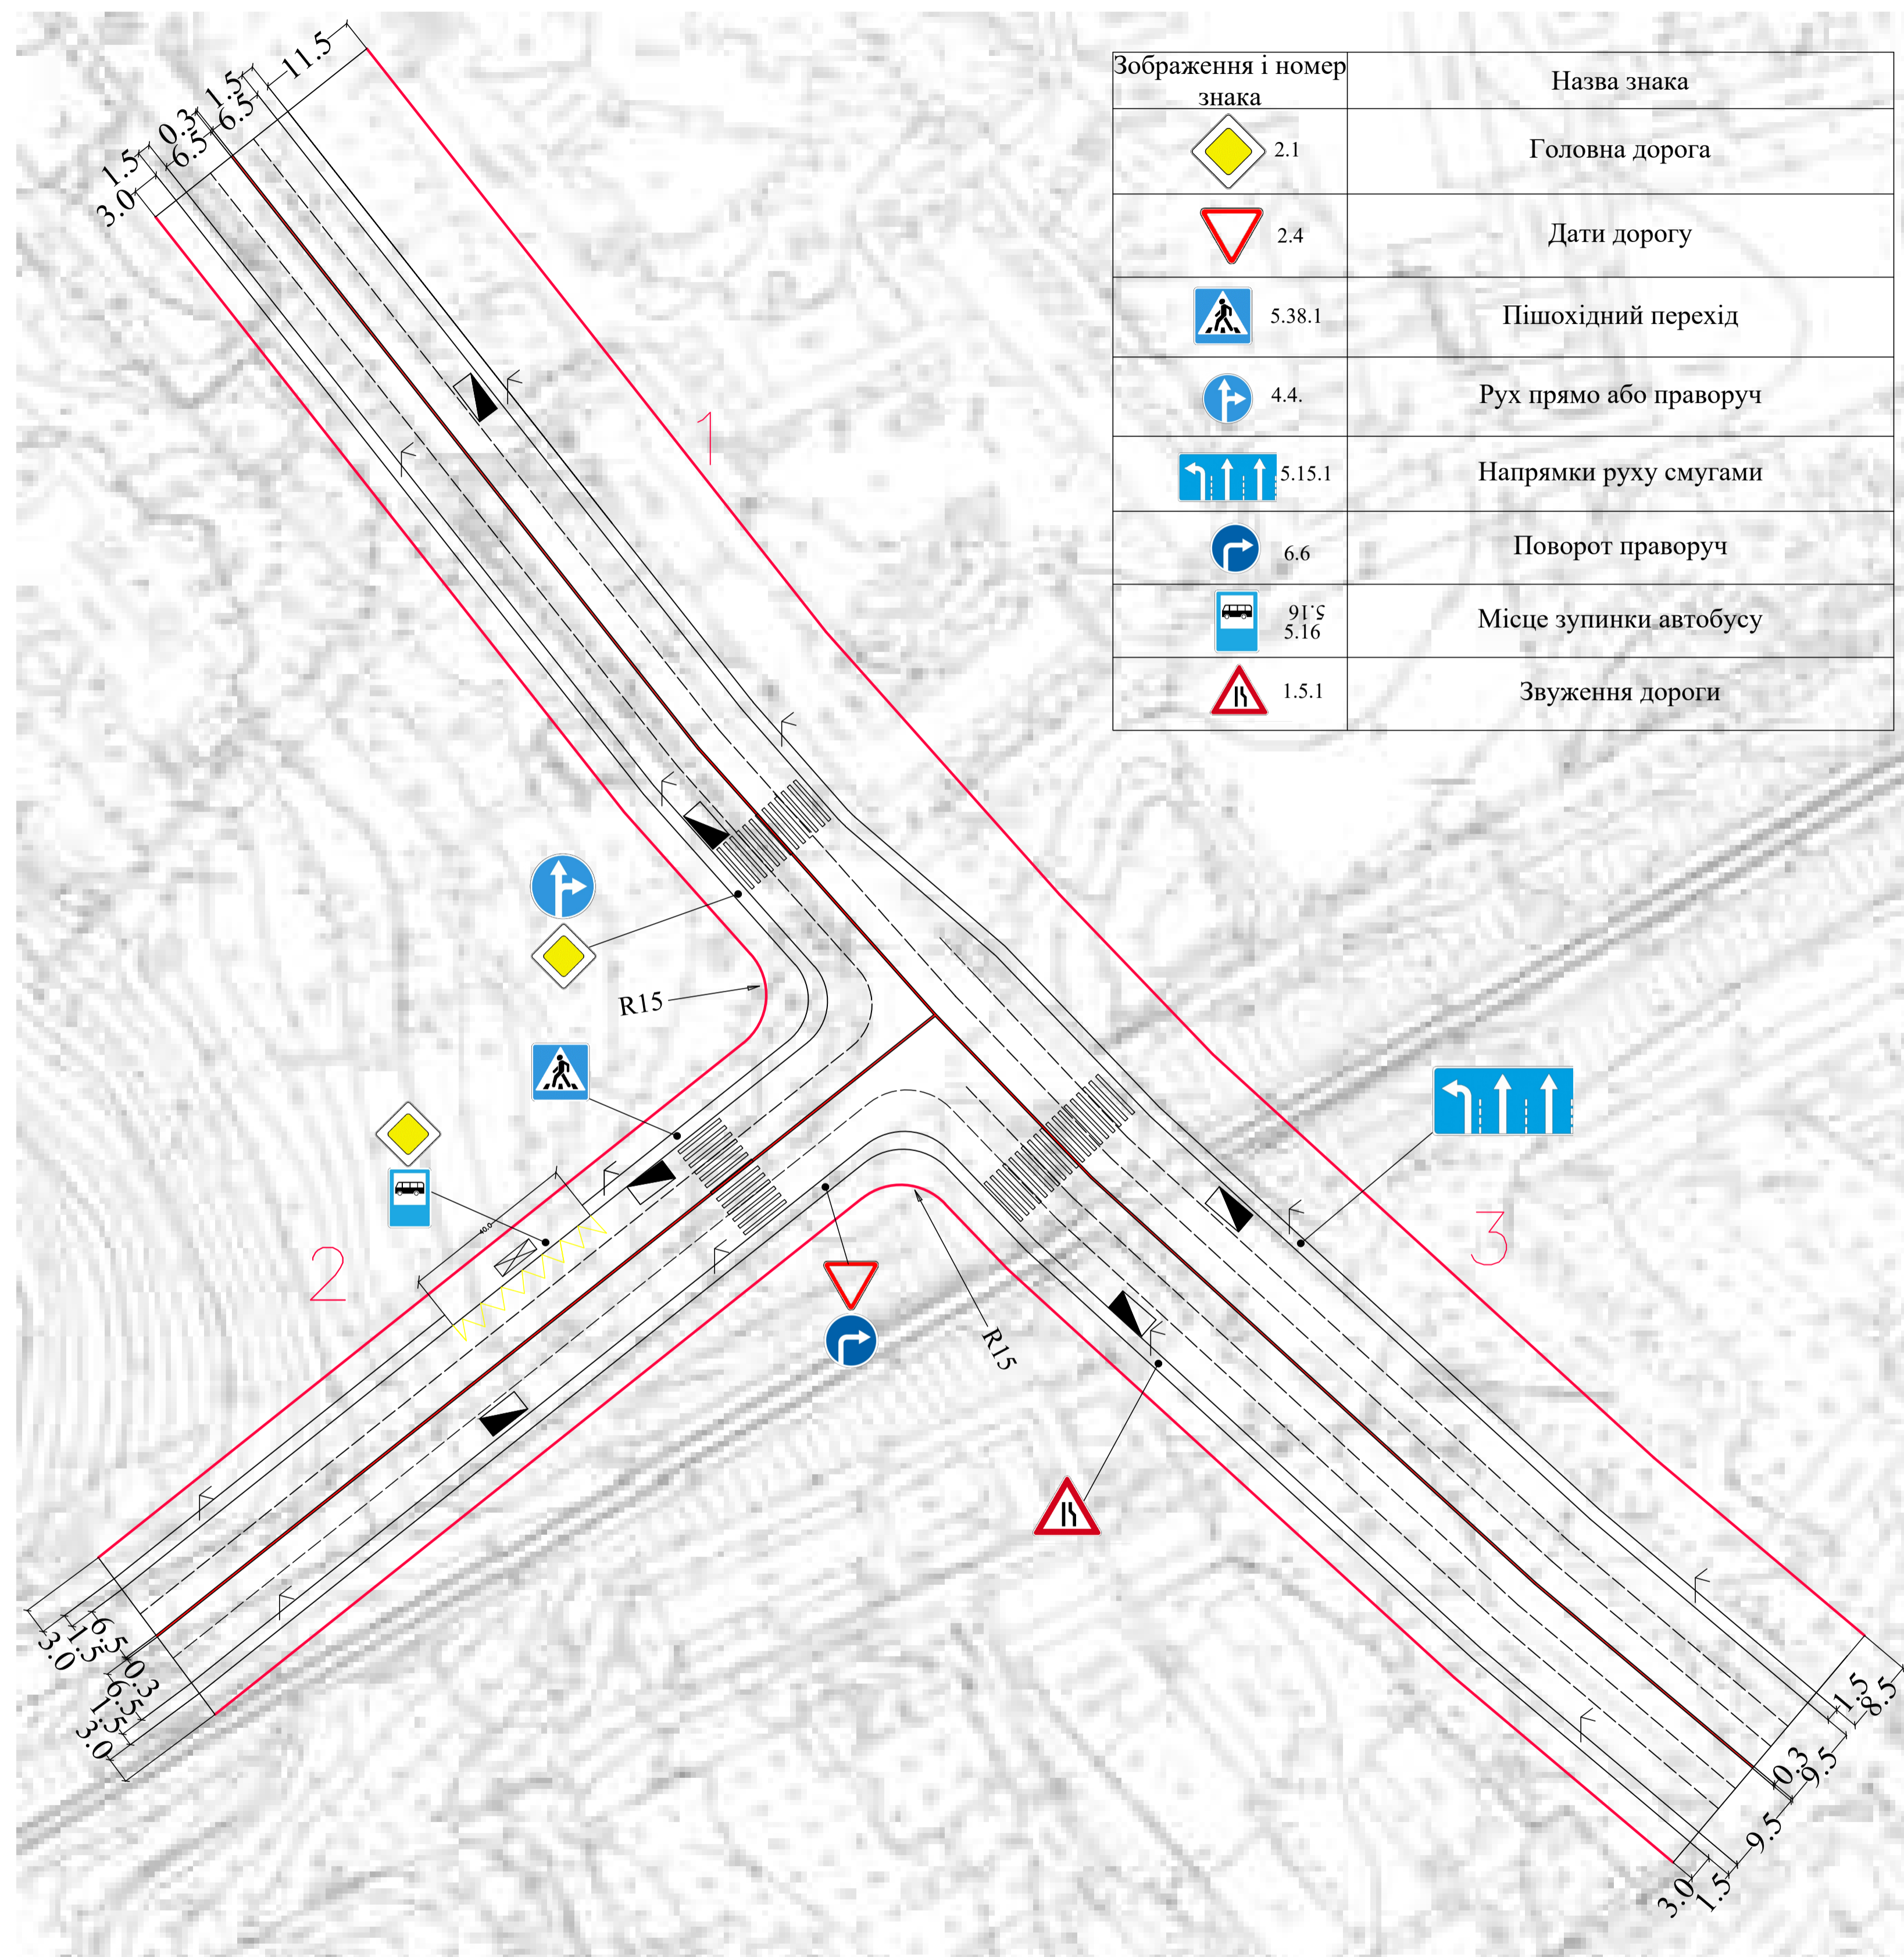 Зображення і номер
знака
Назва знака
2.1
Головна дорога
2.4
Дати дорогу
5.38.1
Пішохідний перехід
4.4.
Рух прямо або праворуч
5.15.1
Напрямки руху смугами
6.6
Поворот праворуч
5.16
5.16
Місце зупинки автобусу
1.5.1
Звуження дороги
11.5
1.5
6.5
0.3
6.5
1.5
3.0
1
R15
2
40.0
R15
3
3.0
1.5
6.5
0.3
6.5
1.5
3.0
1.5
8.5
0.3
9.5
9.5
3.0
1.5